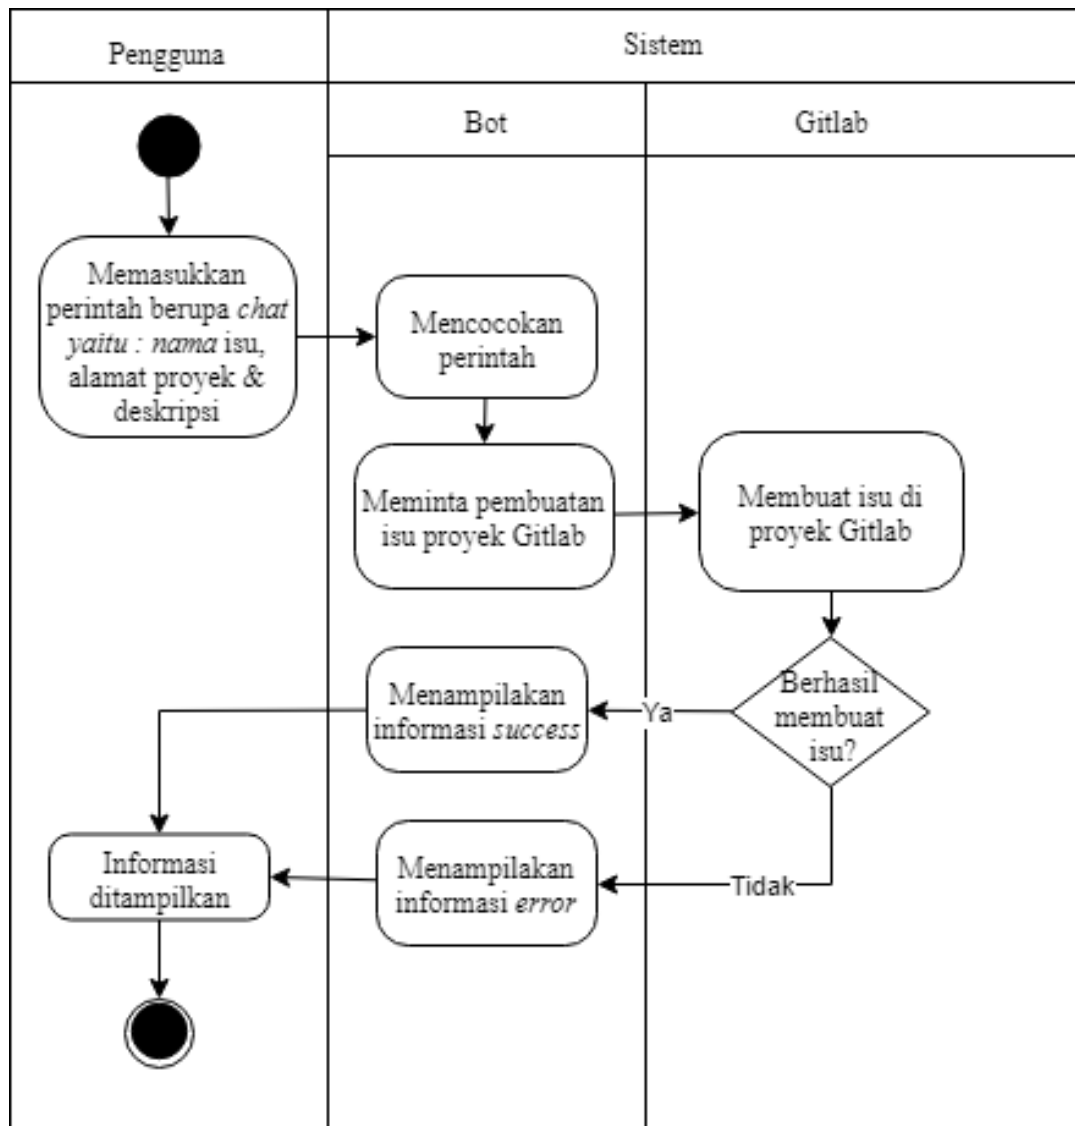 Pengguna
Sistem
Bot
Gitlab
Memasukkan
perintah berupa chat
yaitu : nama isu,
alamat proyek &
deskripsi
Mencocokan
perintah
Meminta pembuatan
isu proyek Gitlab
Membuat isu di
proyek Gitlab
Berhasil
membuat
isu?
Ya
Menampilakan
informasi success
Tidak
Menampilakan
informasi error
Informasi
ditampilkan